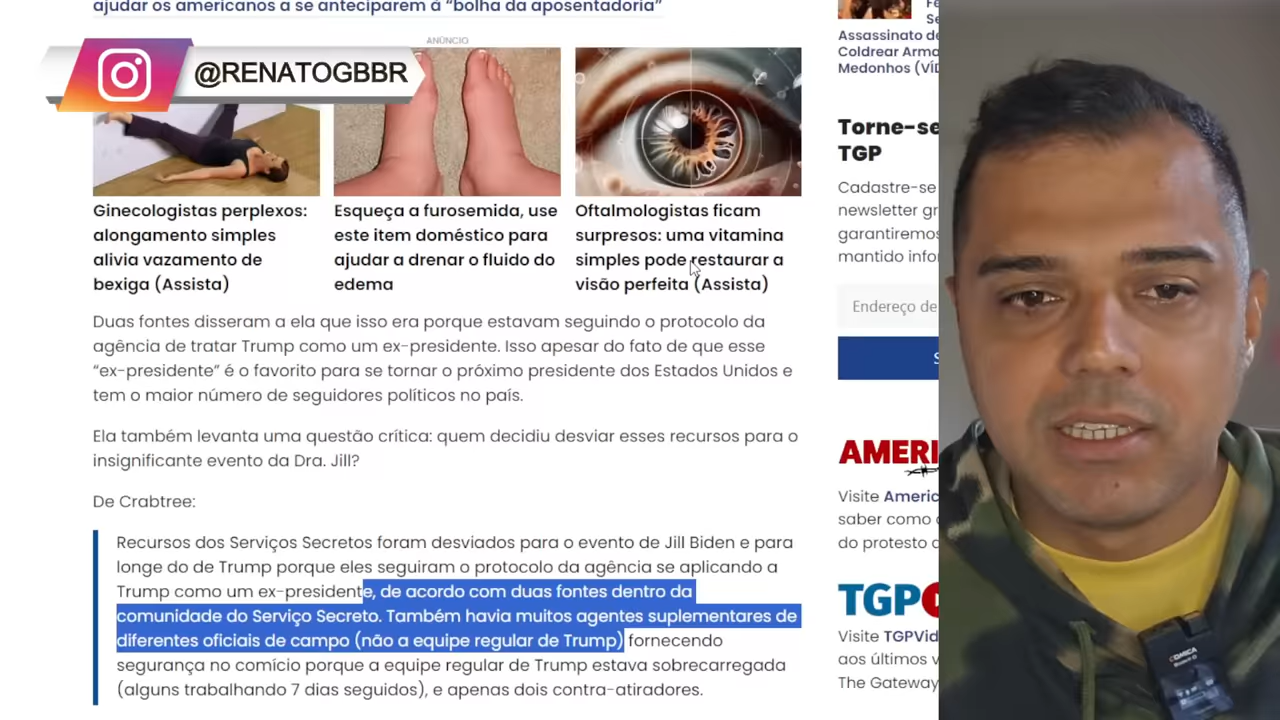 ajudar os americanos a se anteciparem à “bolha da aposentadoria”
ANÚNCIO
@RENATOGBBR
Ginecologistas perplexos:
alongamento simples
alivia vazamento de
bexiga (Assista)
Esqueça a furosemida, use
este item doméstico para
ajudar a drenar o fluido do
edema
Oftalmologistas ficam
surpresos: uma vitamina
simples pode restaurar a
visão perfeita (Assista)
Duas fontes disseram a ela que isso era porque estavam seguindo o protocolo da
agência de tratar Trump como um ex-presidente. Isso apesar do fato de que esse
“ex-presidente” é o favorito para se tornar o próximo presidente dos Estados Unidos e
tem o maior número de seguidores políticos no país.
Ela também levanta uma questão crítica: quem decidiu desviar esses recursos para o
insignificante evento da Dra. Jill?
De Crabtree:
Recursos dos Serviços Secretos foram desviados para o evento de Jill Biden e para
longe do de Trump porque eles seguiram o protocolo da agência se aplicando a
Trump como um ex-presidente, de acordo com duas fontes dentro da
comunidade do Serviço Secreto. Também havia muitos agentes suplementares de
diferentes oficiais de campo (não a equipe regular de Trump) fornecendo
segurança no comício porque a equipe regular de Trump estava sobrecarregada
(alguns trabalhando 7 dias seguidos), e apenas dois contra-atiradores.
Fe
Se
Assassinato de
Coldrear Arma
Medonhos (VÍD
Torne-se
TGP
Cadastre-se
newsletter gr
garantiremos
mantido infor
Endereço de
S
AMERI
Visite Americ
saber como
do protesto
TGP
Visite TGPVid
aos últimos v
The Gateway
COMICA